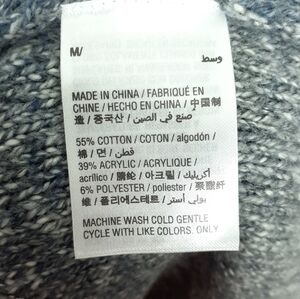 M/
وسط
MADE IN CHINA / FABRIQUÉ EN
CHINE / HECHO EN CHINA / 中国制
造 / 중국산 / صنع في الصين
55% COTTON / COTON / algodón /
棉 / 면 / قطن
39% ACRYLIC / ACRYLIQUE /
acrílico / 腈纶 / 아크릴 / أكريليك
6% POLYESTER / poliester / 聚酯纤
维 / 폴리에스테르 / بولي أستر
MACHINE WASH COLD GENTLE
CYCLE WITH LIKE COLORS. ONLY